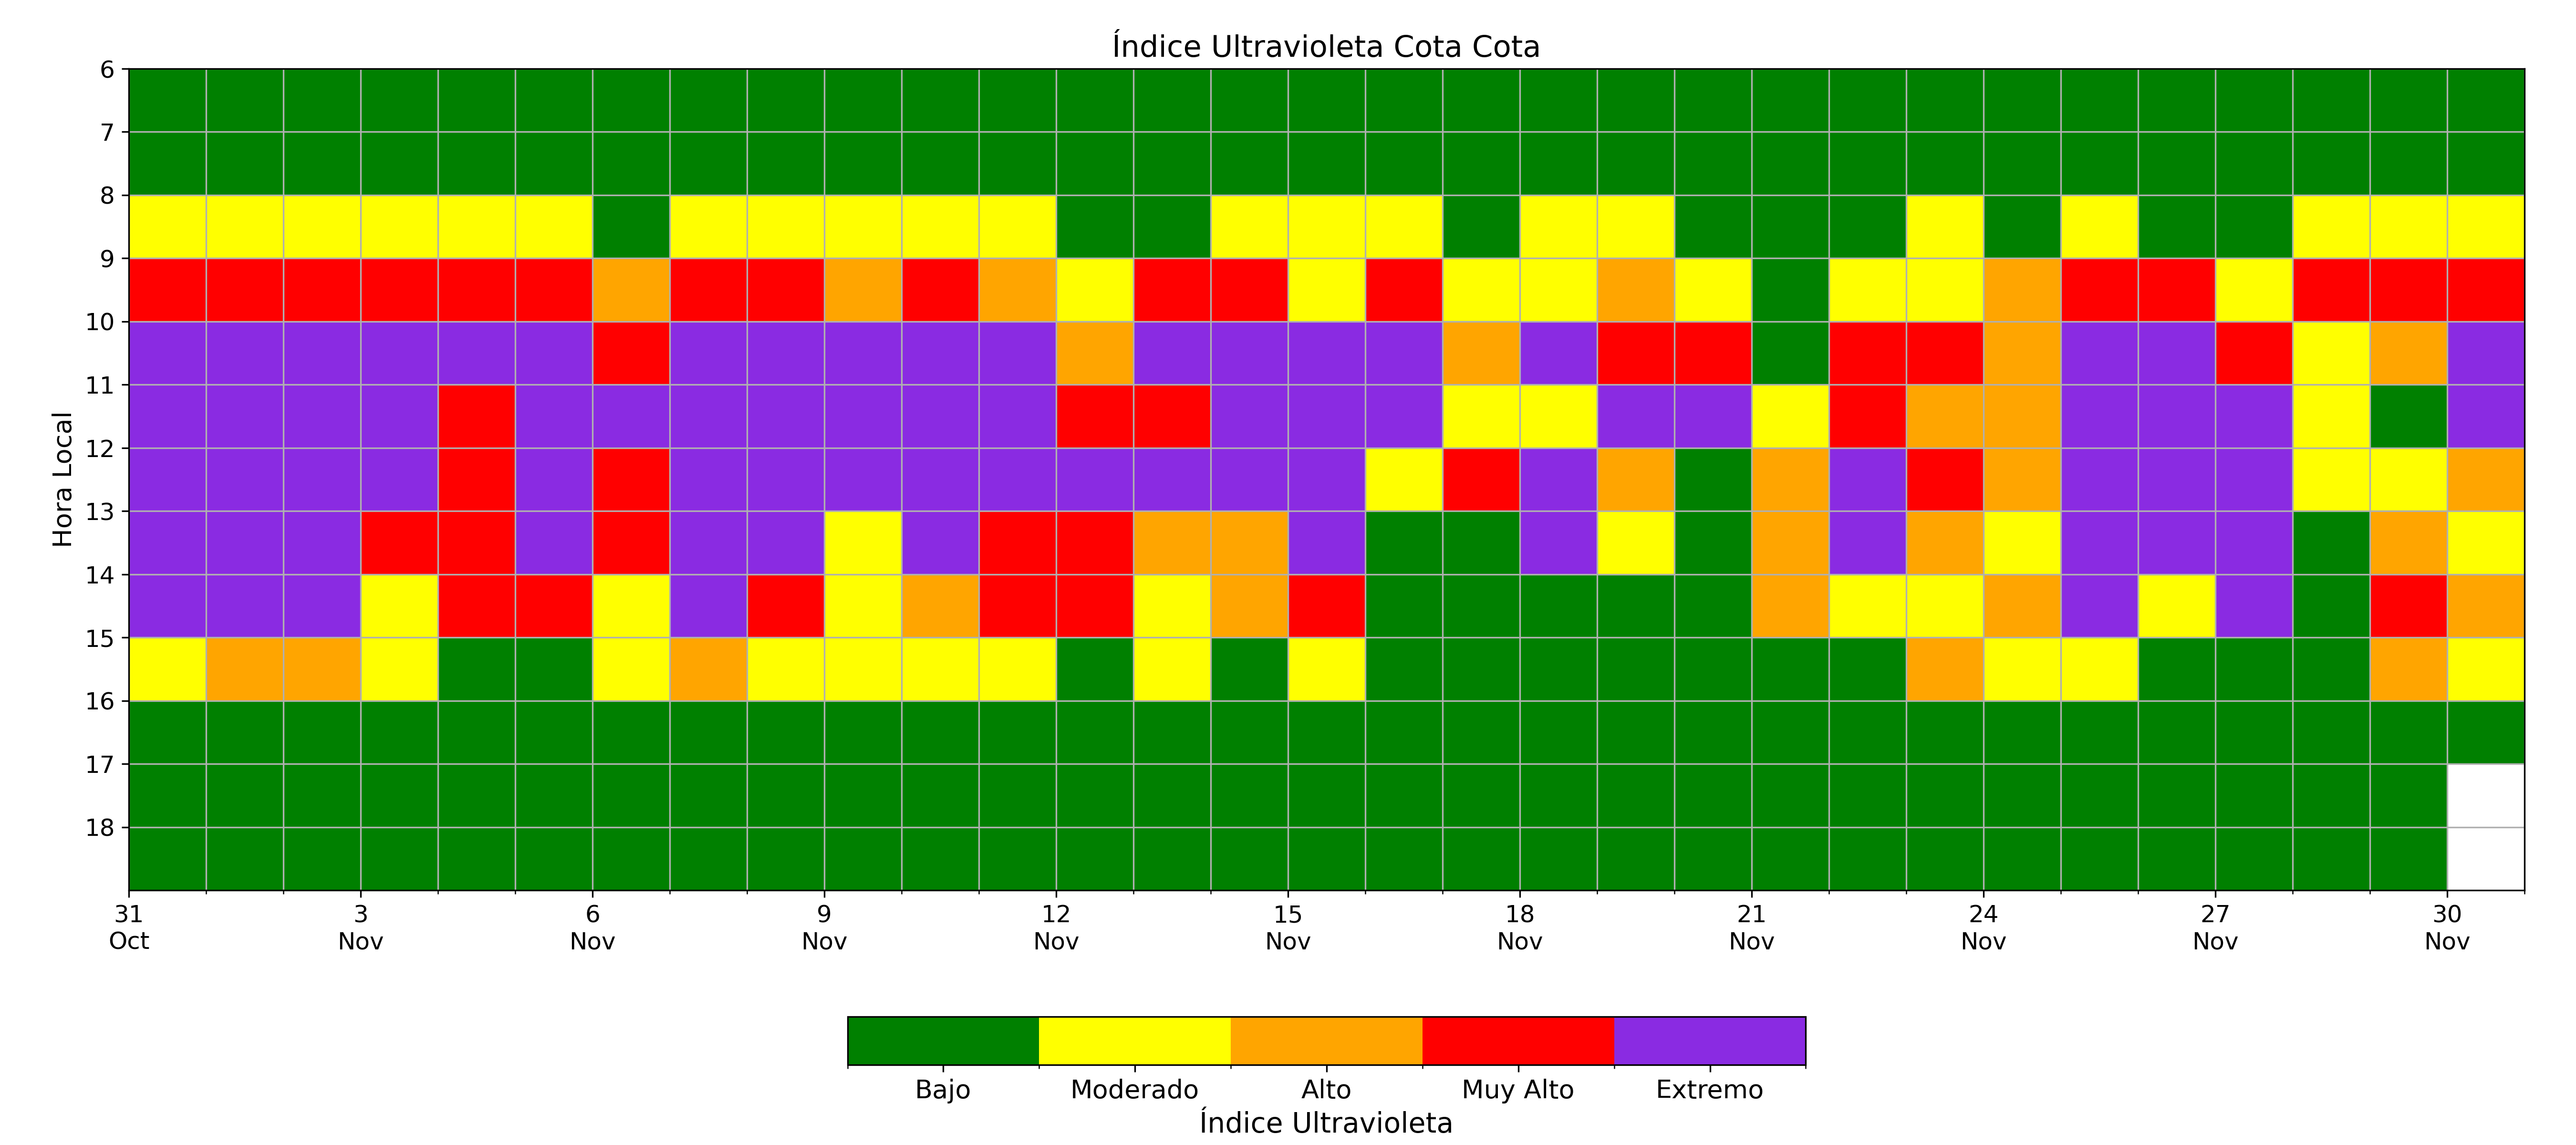 Índice Ultravioleta Cota Cota
Hora Local
6
7
8
9
10
11
12
13
14
15
16
17
18
31 3 6 9 12 15 18 21 24 27 30
Oct Nov Nov Nov Nov Nov Nov Nov Nov Nov Nov
Bajo Moderado Alto Muy Alto Extremo
Índice Ultravioleta